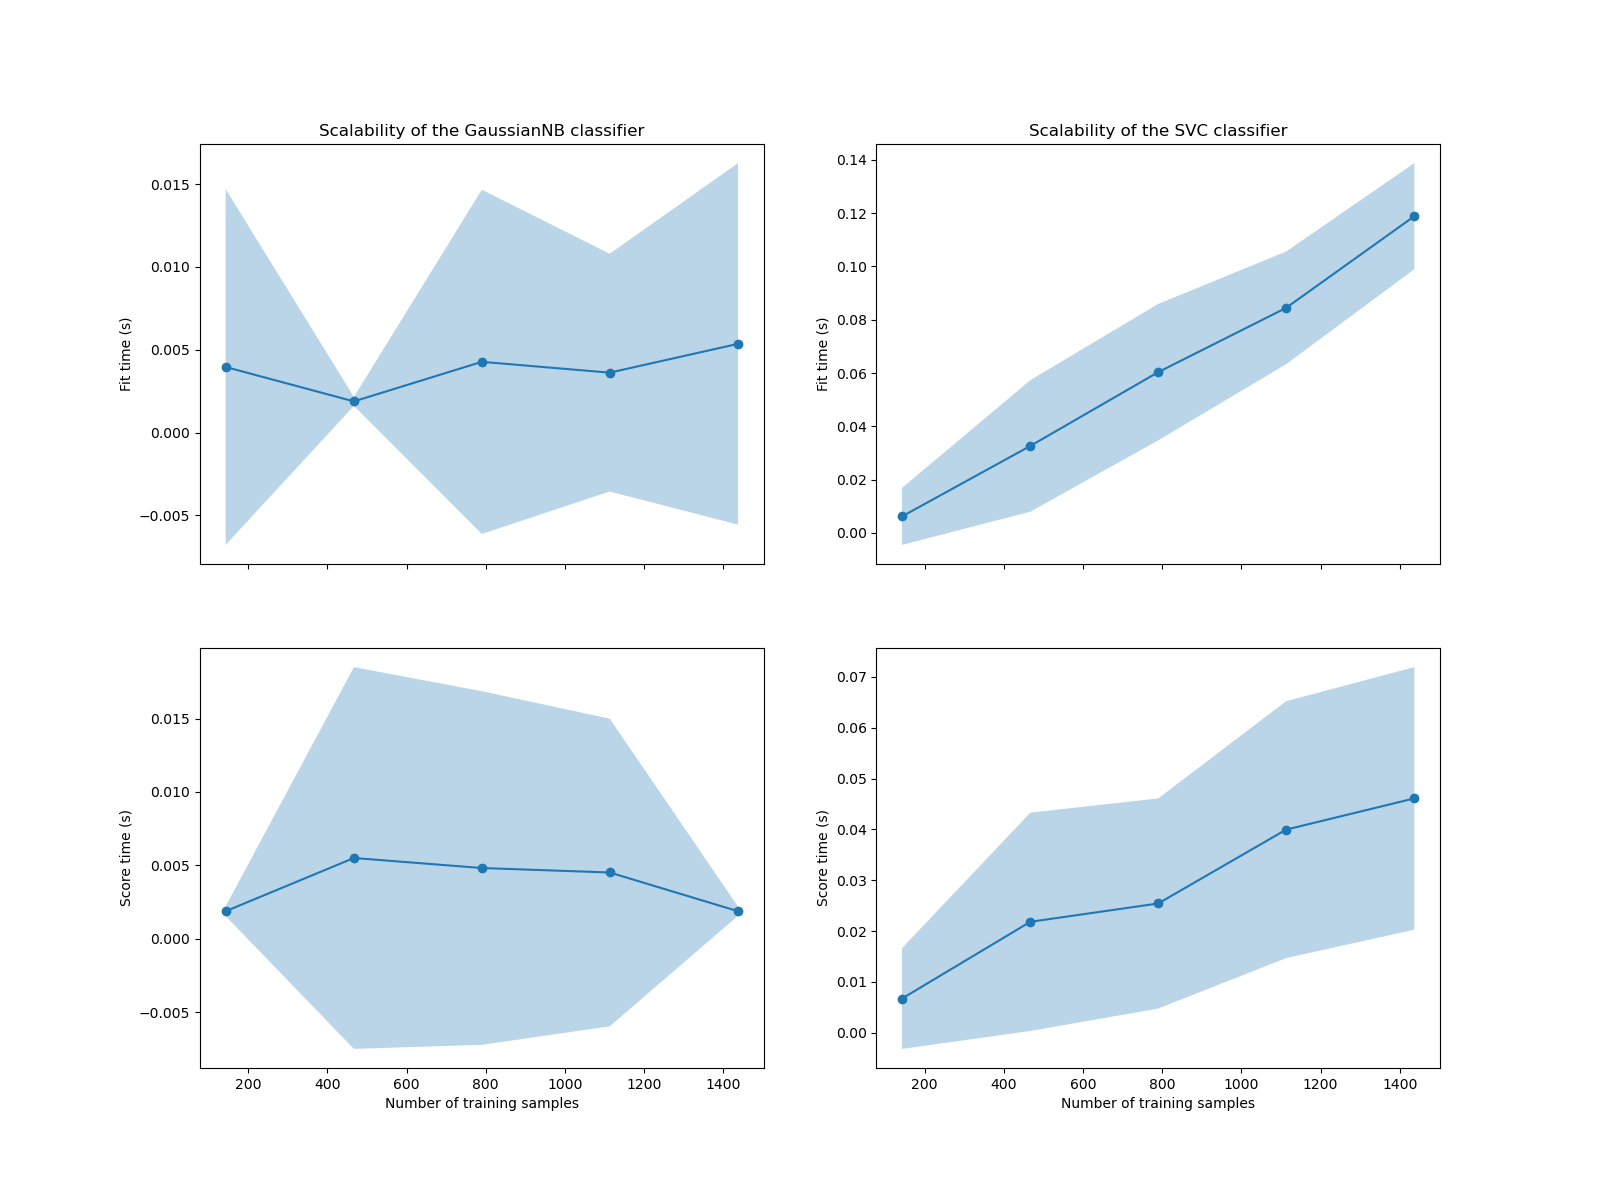 Scalability of the GaussianNB classifier
0.015
0.010
0.005
0.000
−0.005
Fit time (s)
Scalability of the SVC classifier
0.14
0.12
0.10
0.08
0.06
0.04
0.02
0.00
Fit time (s)
0.015
0.010
0.005
0.000
−0.005
Score time (s)
200 400 600 800 1000 1200 1400
Number of training samples
0.07
0.06
0.05
0.04
0.03
0.02
0.01
0.00
Score time (s)
200 400 600 800 1000 1200 1400
Number of training samples